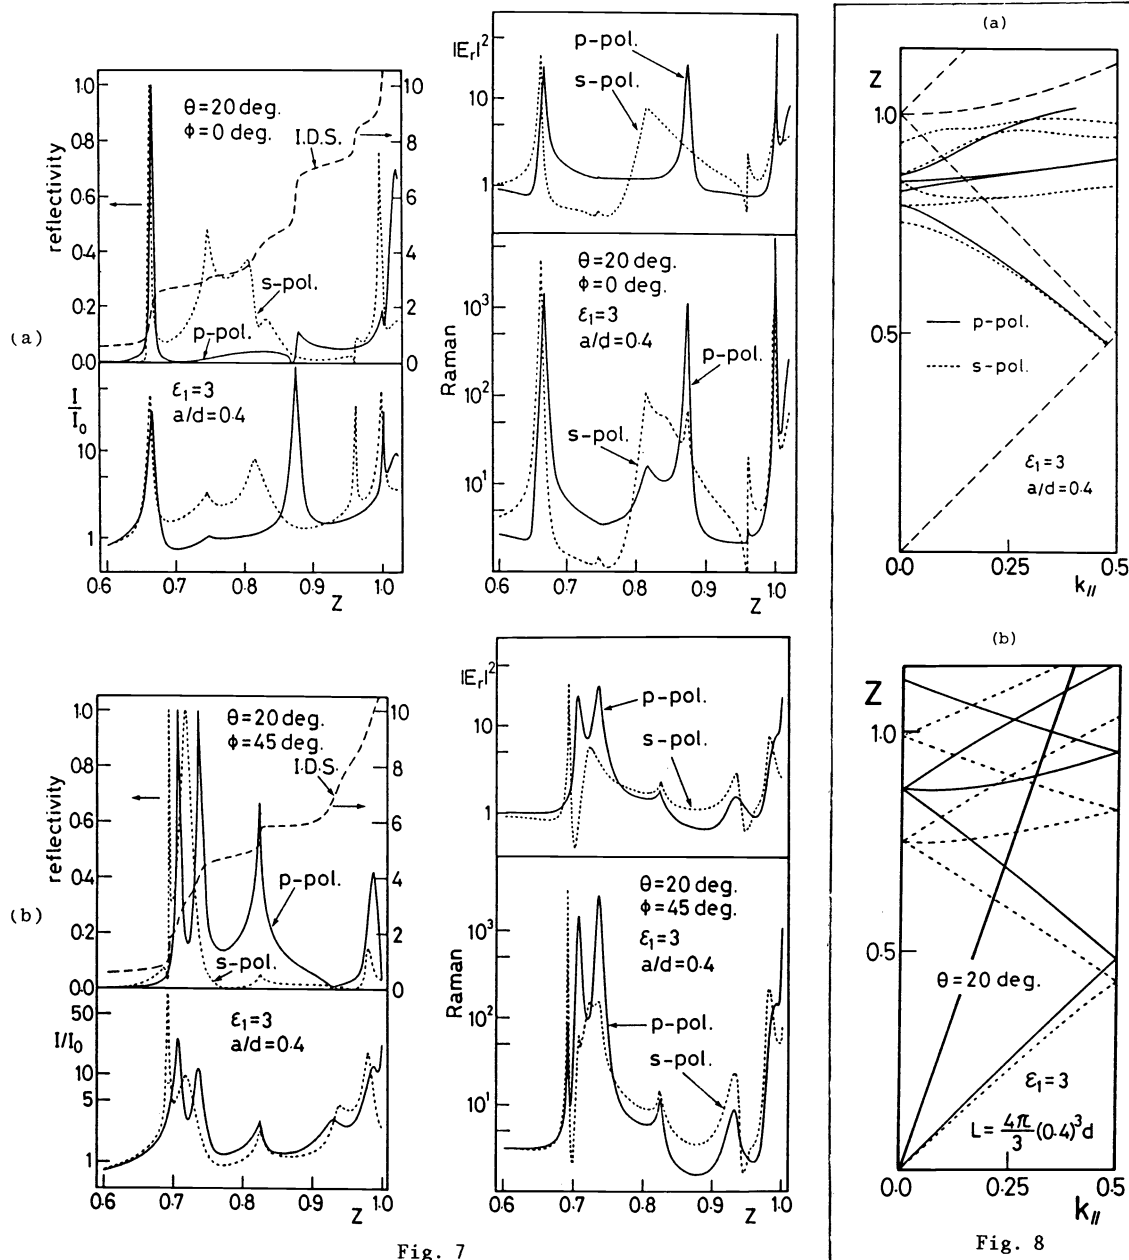 (a)
reflectivity
1.0
0.8
0.6
0.4
0.2
0.0
10
8
6
4
2
0
θ=20 deg.
ϕ=0 deg.
I.D.S.
s-pol.
p-pol.
I/I₀
10
1
ε₁=3
a/d=0.4
0.6 0.7 0.8 0.9 1.0
Z
|Eᵣ|²
10²
10
1
p-pol.
s-pol.
Raman
10³
10²
10¹
θ=20 deg.
ϕ=0 deg.
ε₁=3
a/d=0.4
p-pol.
s-pol.
0.6 0.7 0.8 0.9 1.0
Z
(b)
reflectivity
1.0
0.8
0.6
0.4
0.2
0.0
10
8
6
4
2
0
θ=20 deg.
ϕ=45 deg.
I.D.S.
p-pol.
s-pol.
I/I₀
50
10
5
1
ε₁=3
a/d=0.4
0.6 0.7 0.8 0.9 1.0
Z
|Eᵣ|²
10²
10
1
p-pol.
s-pol.
Raman
10³
10²
10¹
θ=20 deg.
ϕ=45 deg.
ε₁=3
a/d=0.4
p-pol.
s-pol.
0.6 0.7 0.8 0.9 1.0
Z
Fig. 7
(a)
Z
1.0
0.5
p-pol.
s-pol.
ε₁=3
a/d=0.4
0.0 0.25 0.5
k∥
(b)
Z
1.0
0.5
θ=20 deg.
ε₁=3
L=4π/3(0.4)³d
0.0 0.25 0.5
k∥
Fig. 8